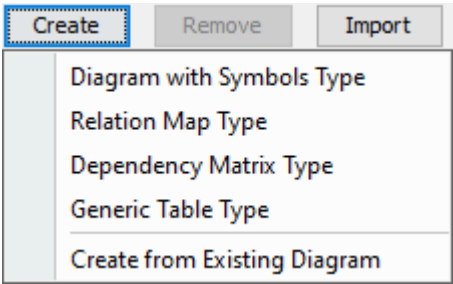 Create Remove Import
Diagram with Symbols Type
Relation Map Type
Dependency Matrix Type
Generic Table Type
Create from Existing Diagram